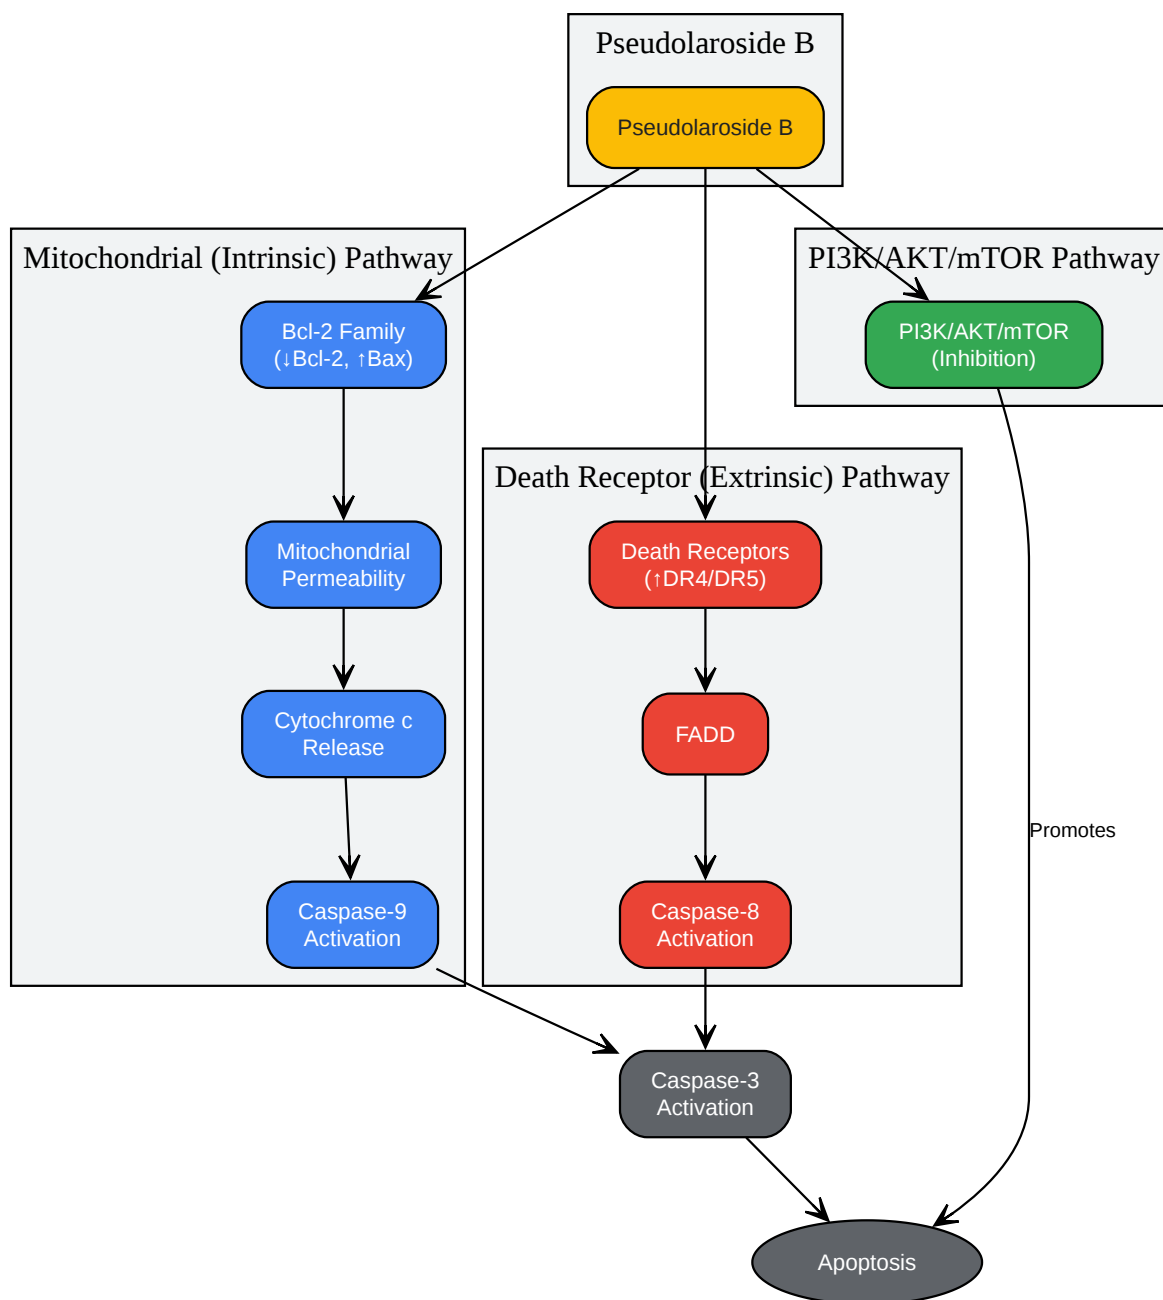 Pseudolaroside B
Pseudolaroside B
Mitochondrial (Intrinsic) Pathway
Bcl-2 Family
(↓Bcl-2, ↑Bax)
Mitochondrial
Permeability
Cytochrome c
Release
Caspase-9
Activation
PI3K/AKT/mTOR Pathway
PI3K/AKT/mTOR
(Inhibition)
Death Receptor (Extrinsic) Pathway
Death Receptors
(↑DR4/DR5)
FADD
Caspase-8
Activation
Promotes
Caspase-3
Activation
Apoptosis